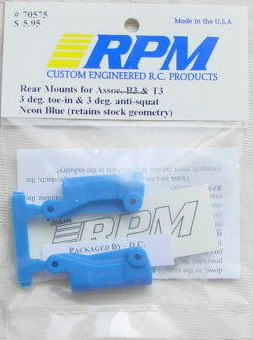 # 70575
$ 5.95
Made in the U.S.A
RPM
CUSTOM ENGINEERED R.C. PRODUCTS
Rear Mounts for Assoc. B3 & T3
3 deg. toe-in & 3 deg. anti-squat
Neon Blue (retains stock geometry)
RPM
PACKAGED BY - D.C.